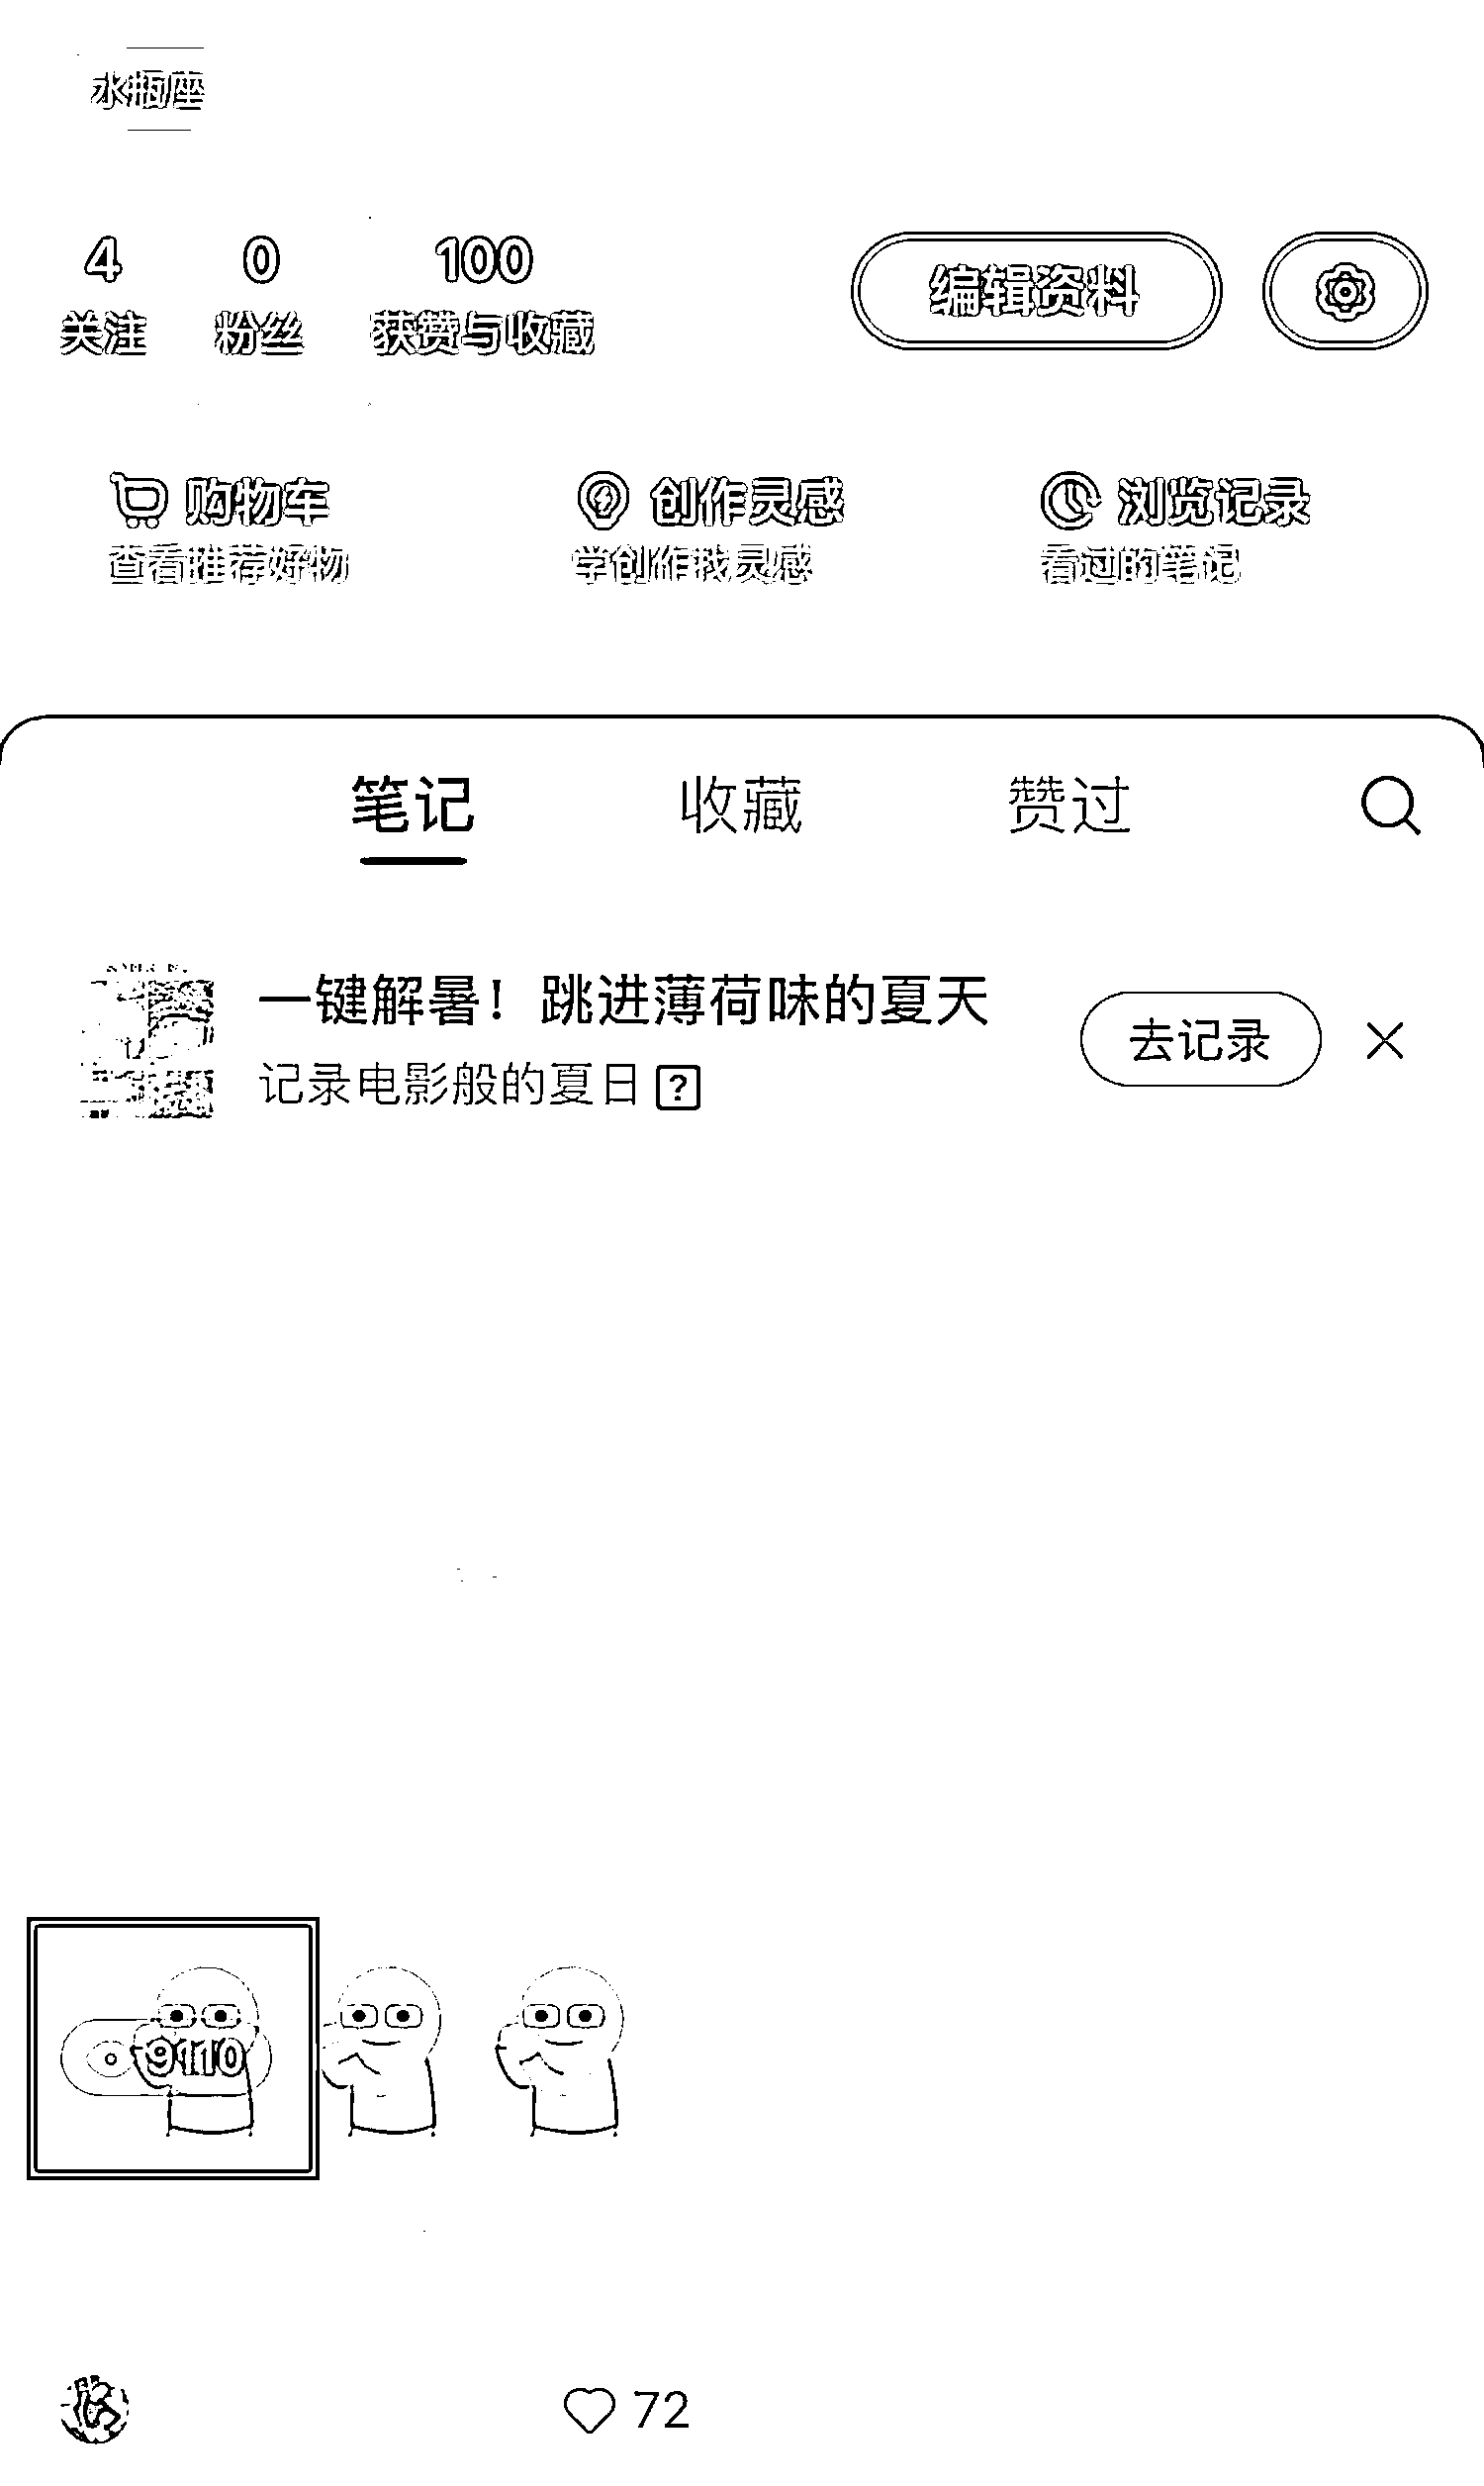 水瓶座
4 0 100
关注 粉丝 获赞与收藏
编辑资料
购物车 创作灵感 浏览记录
查看推荐好物 学创作找灵感 看过的笔记
笔记 收藏 赞过
一键解暑！跳进薄荷味的夏天
记录电影般的夏日?
去记录
9110
72